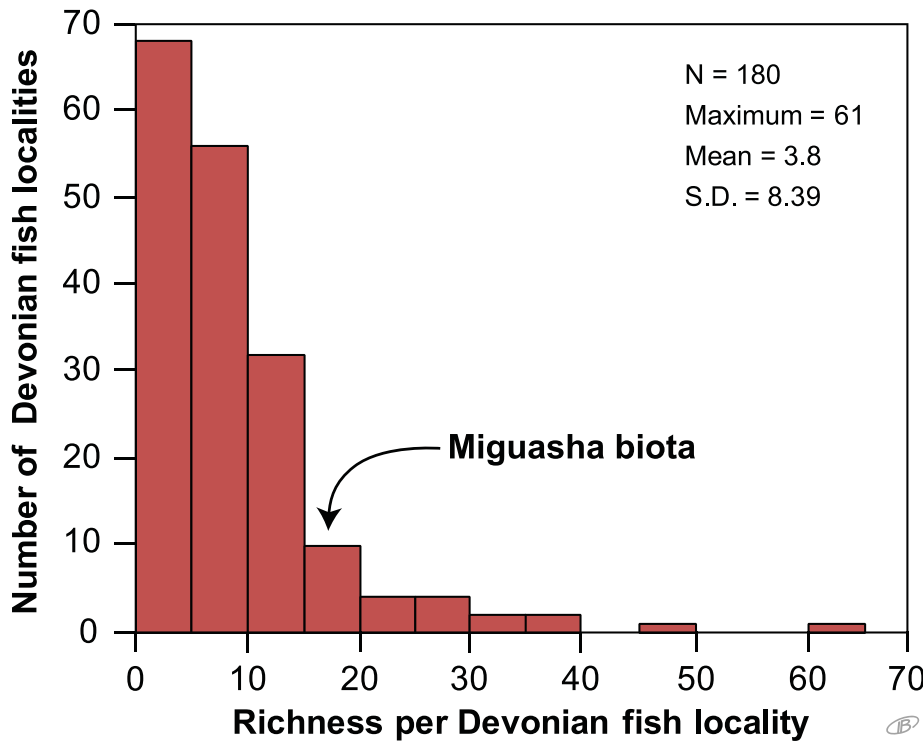 Number of Devonian fish localities
70
60
50
40
30
20
10
0
N = 180
Maximum = 61
Mean = 3.8
S.D. = 8.39
Miguasha biota
0 10 20 30 40 50 60 70
Richness per Devonian fish locality